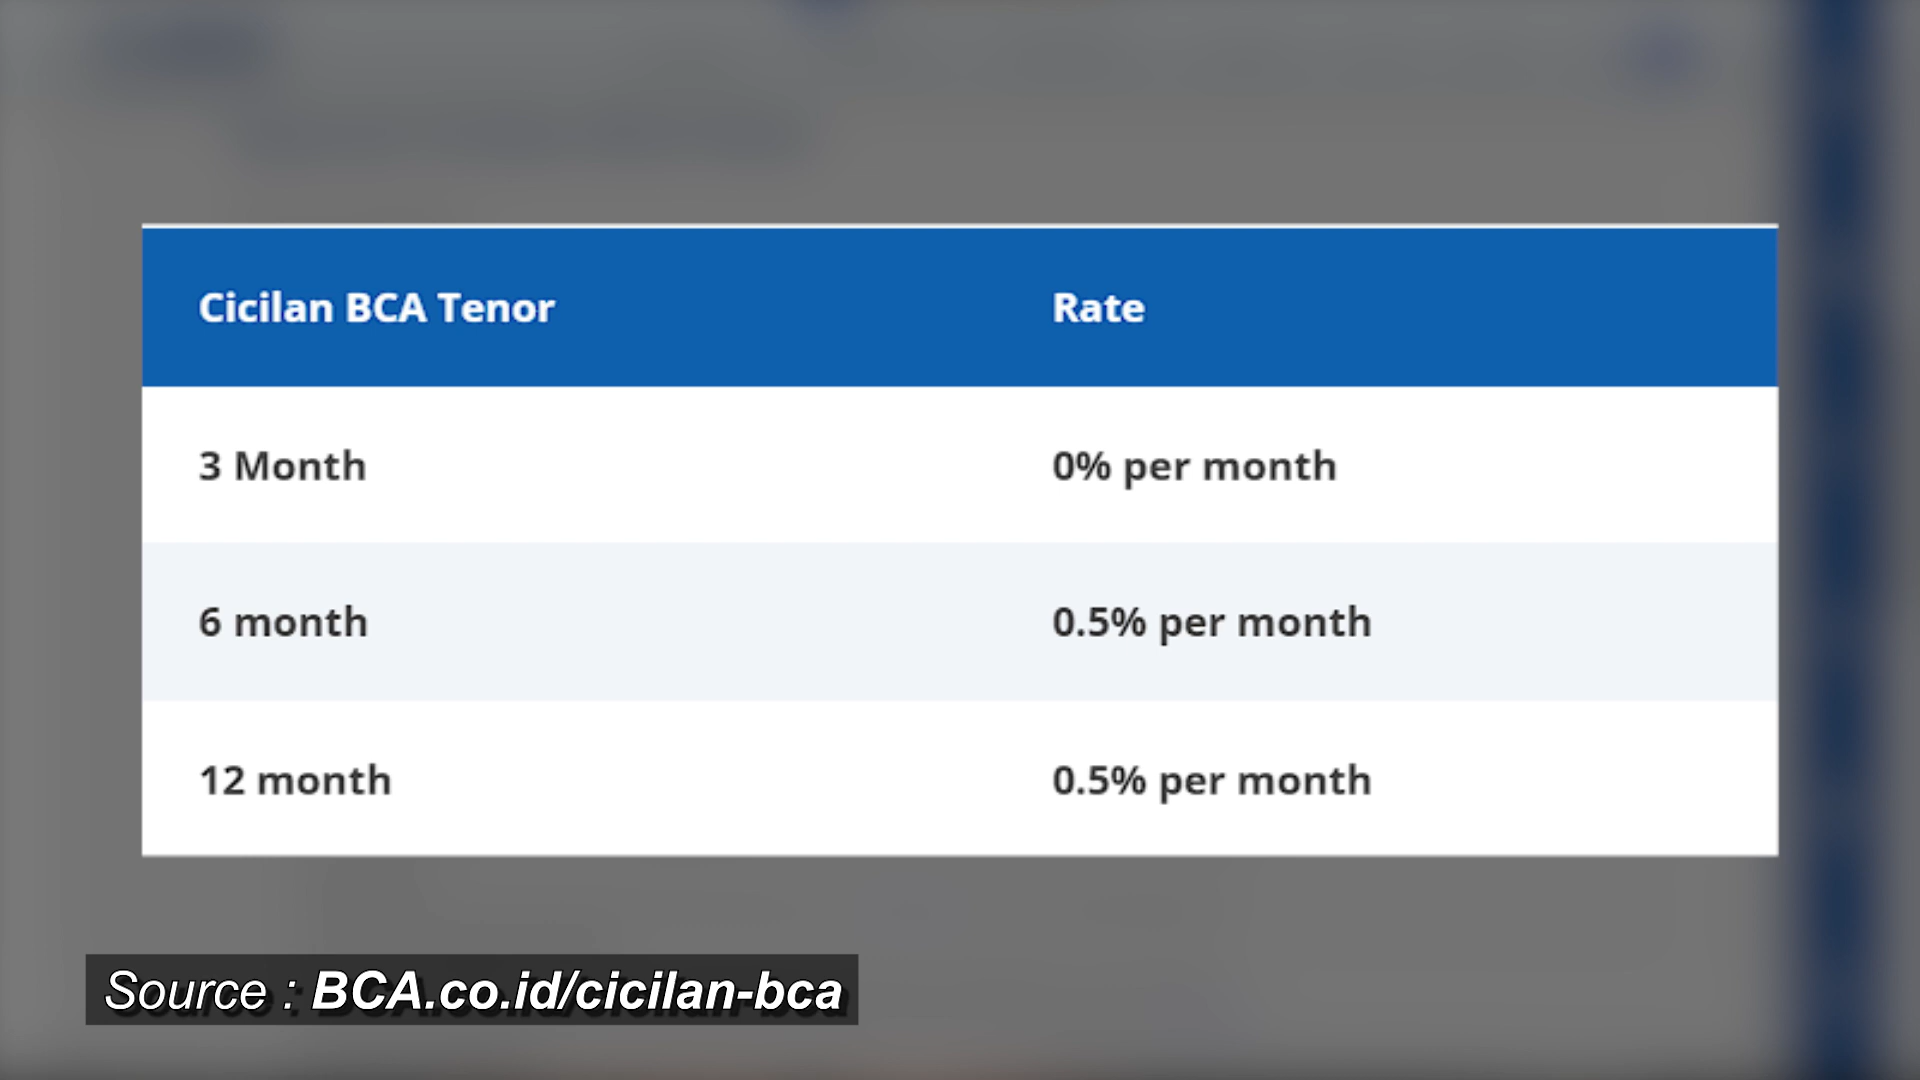 Cicilan BCA Tenor Rate
3 Month 0% per month
6 month 0.5% per month
12 month 0.5% per month
Source : BCA.co.id/cicilan-bca